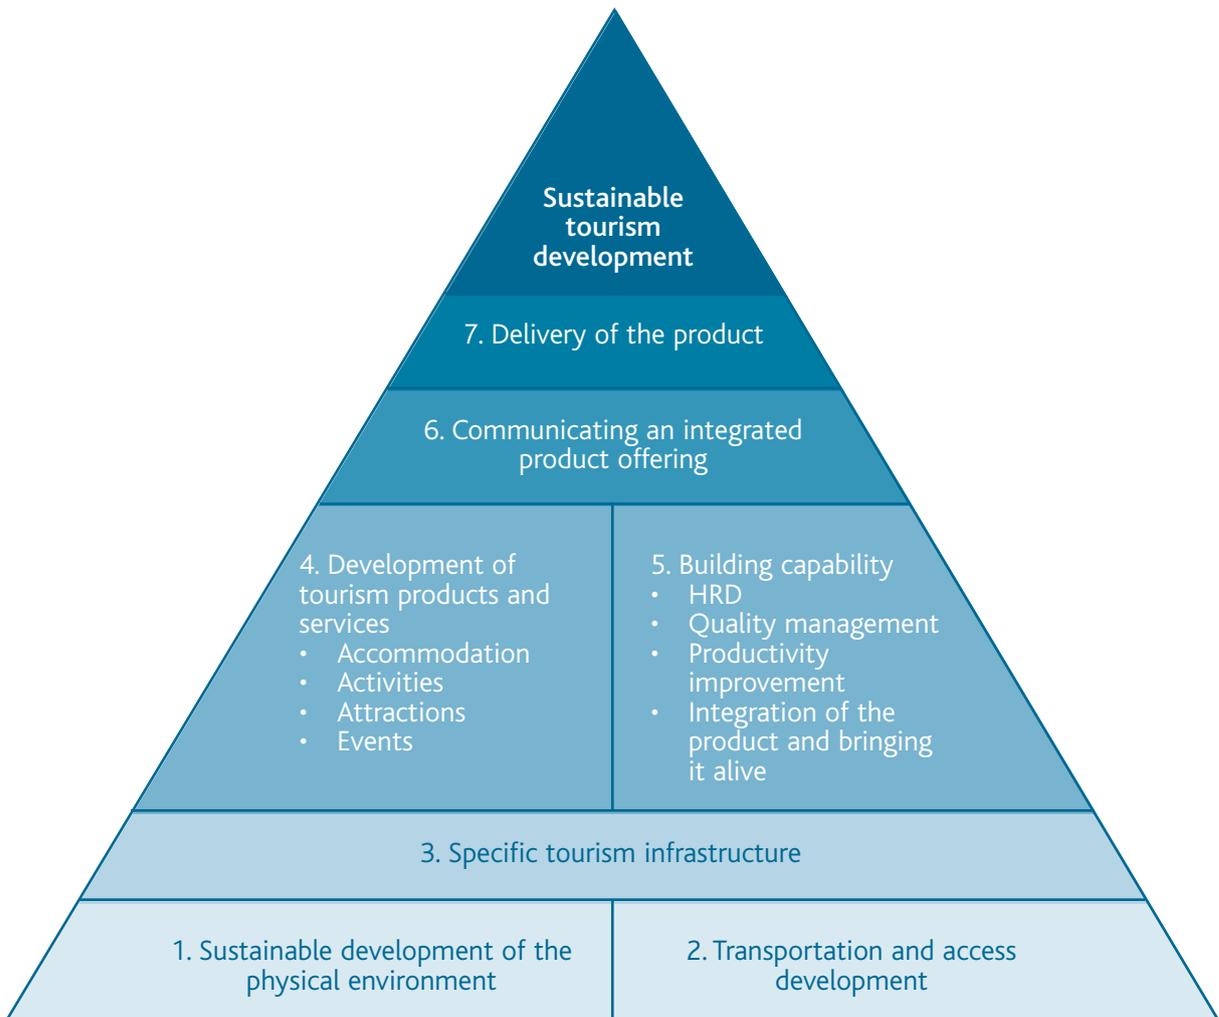 Sustainable
tourism
development
7. Delivery of the product
6. Communicating an integrated
product offering
4. Development of
tourism products and
services
• Accommodation
• Activities
• Attractions
• Events
5. Building capability
• HRD
• Quality management
• Productivity
improvement
• Integration of the
product and bringing
it alive
3. Specific tourism infrastructure
1. Sustainable development of the
physical environment
2. Transportation and access
development